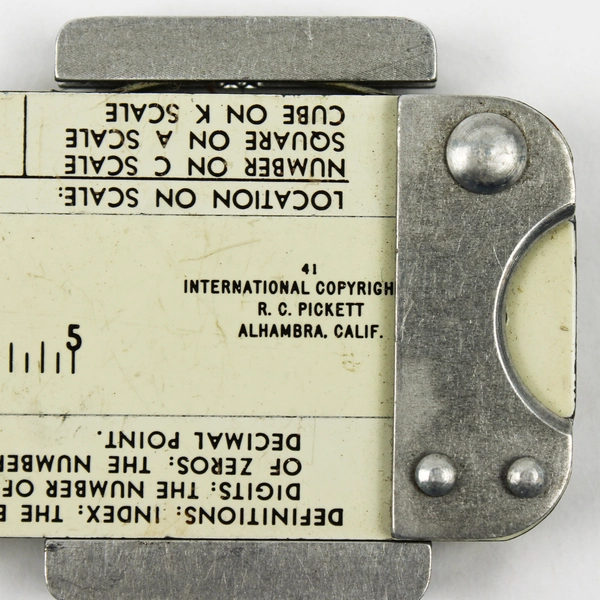 LOCATION ON SCALE:
NUMBER ON C SCALE
SQUARE ON A SCALE
CUBE ON K SCALE
41
INTERNATIONAL COPYRIGH
R. C. PICKETT
ALHAMBRA, CALIF.
5
DEFINITIONS: INDEX: THE
DIGITS: THE NUMBER OF
OF ZEROS: THE NUMBER
DECIMAL POINT.